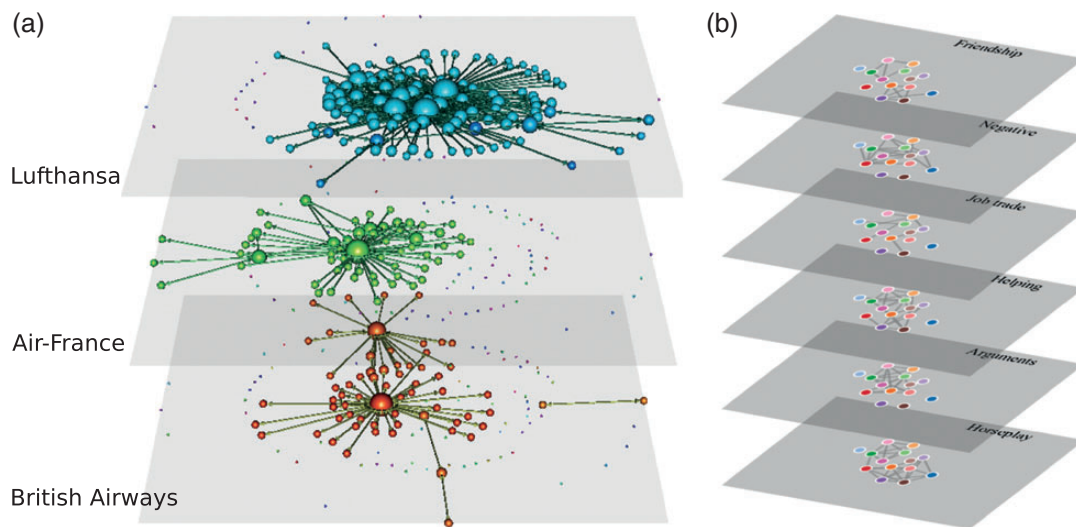 (a)
Lufthansa
Air-France
British Airways
(b)
Friendship
Negative
Job trade
Helping
Arguments
Horseplay